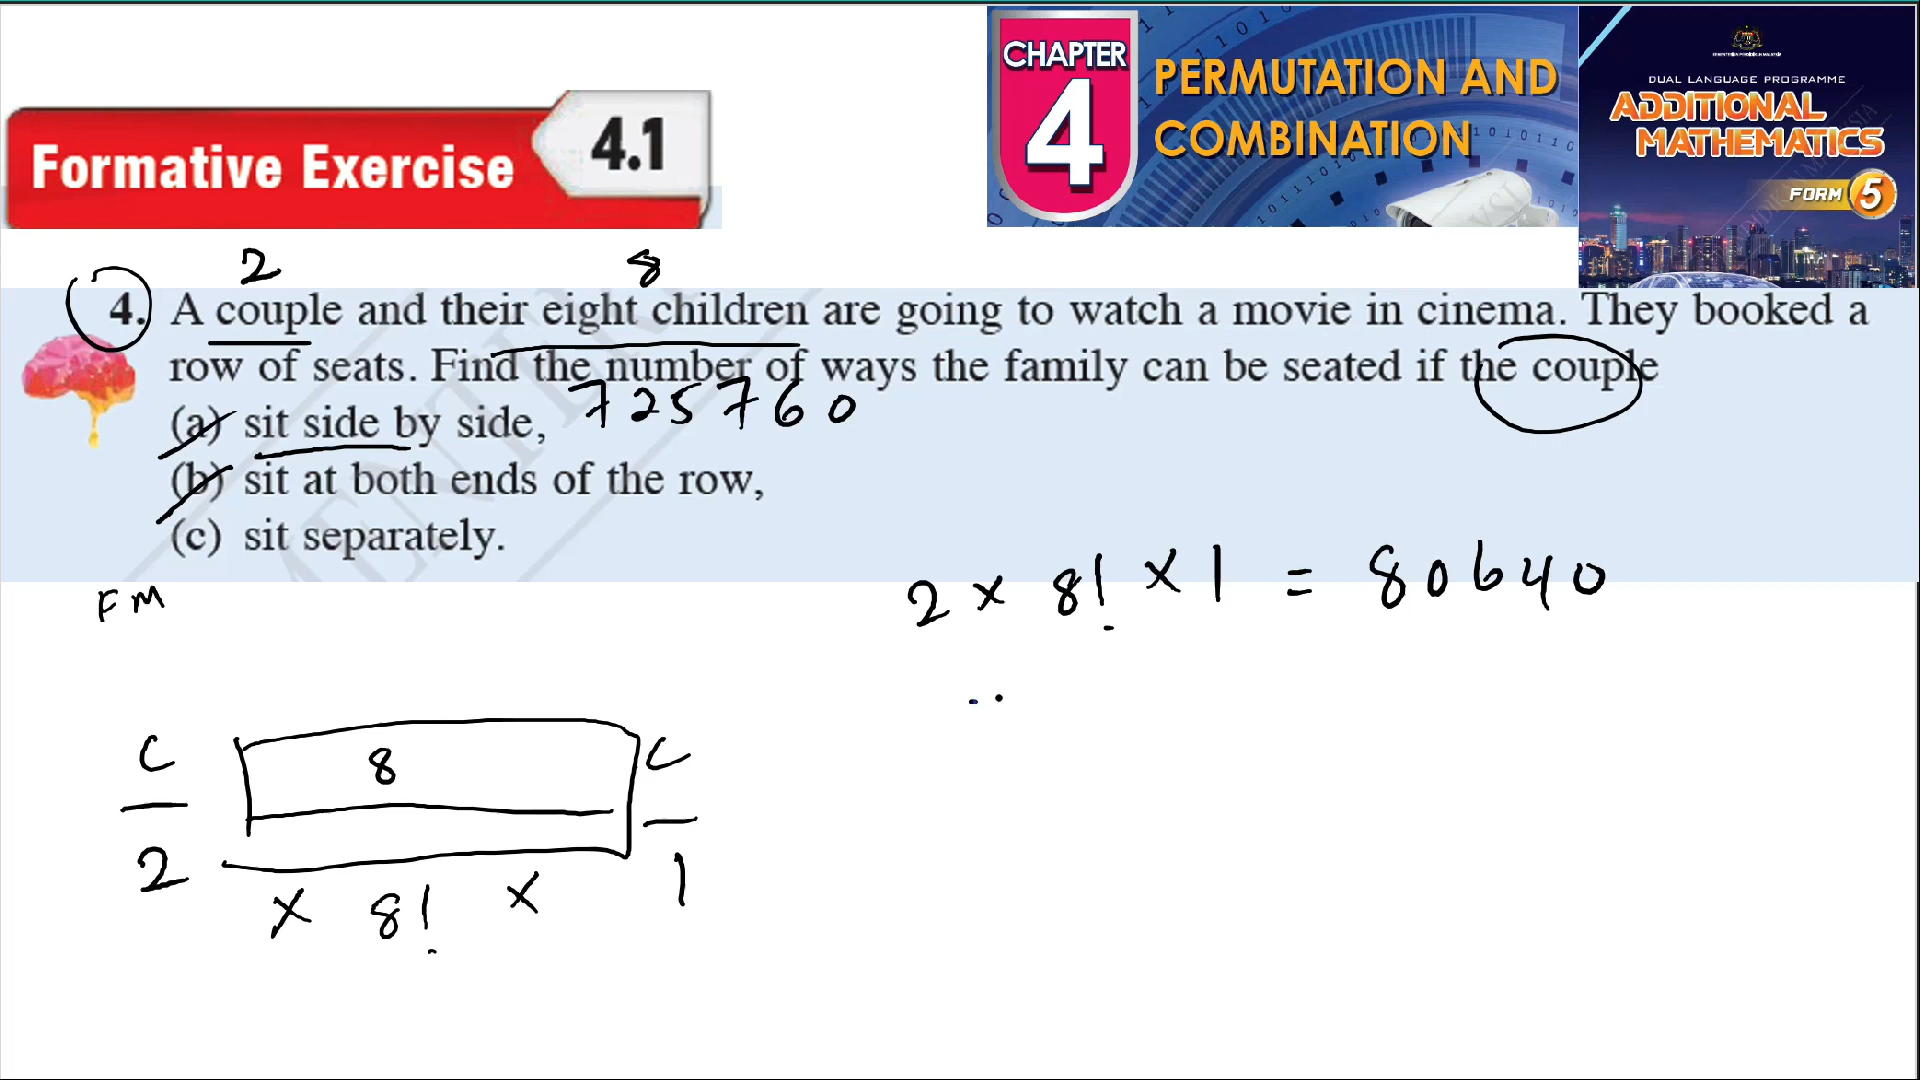 CHAPTER
4
PERMUTATION AND
COMBINATION
DUAL LANGUAGE PROGRAMME
ADDITIONAL
MATHEMATICS
FORM 5
Formative Exercise 4.1
2 8
4. A couple and their eight children are going to watch a movie in cinema. They booked a
row of seats. Find the number of ways the family can be seated if the couple
(a) sit side by side, 725760
(b) sit at both ends of the row,
(c) sit separately.
FM
2 × 8! × 1 = 80640
C 8 C
2 × 8! × 1